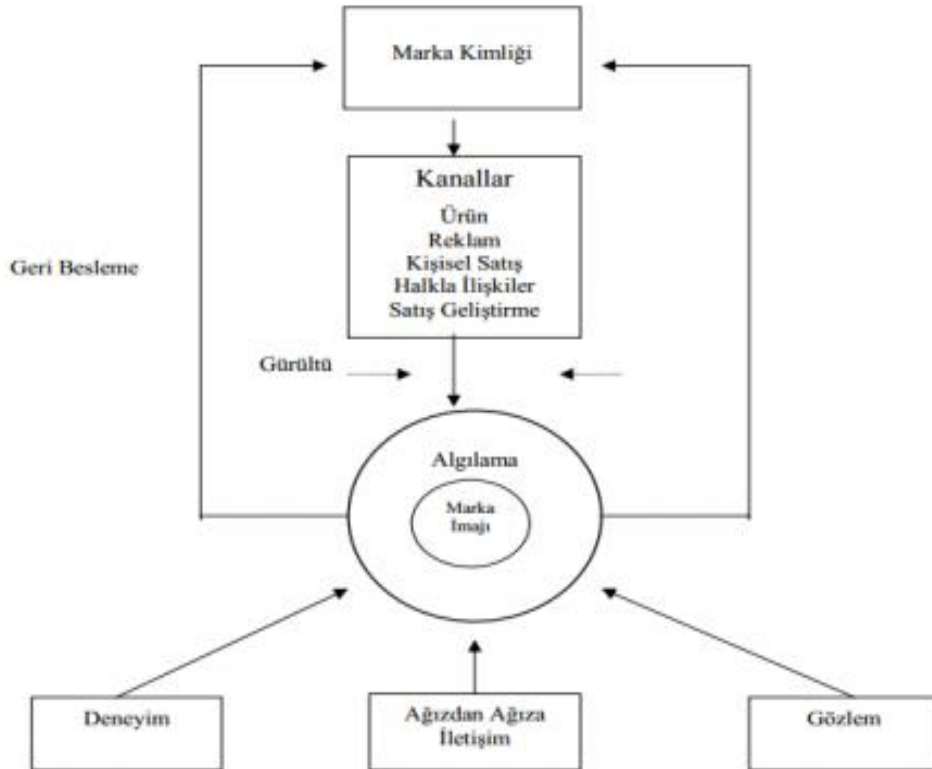 Marka Kimliği
Kanallar
Ürün
Reklam
Kişisel Satış
Halkla İlişkiler
Satış Geliştirme
Geri Besleme
Gürültü
Algılama
Marka
Imajı
Deneyim
Ağızdan Ağıza
İletişim
Gözlem